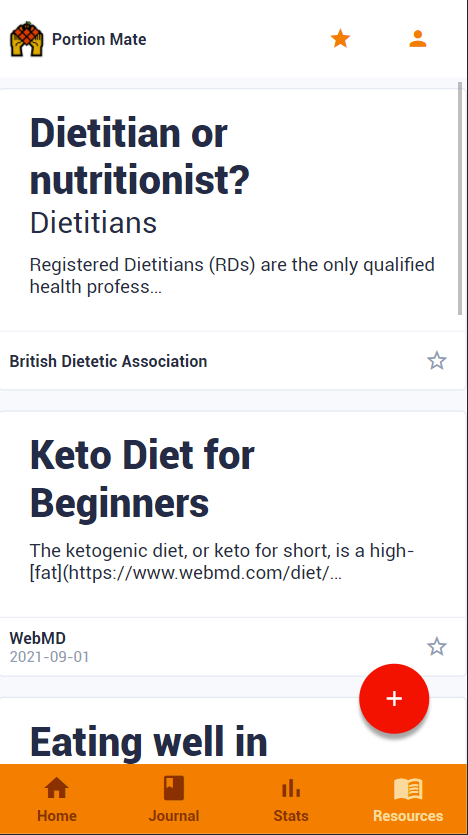 Portion Mate
Dietitian or
nutritionist?
Dietitians
Registered Dietitians (RDs) are the only qualified
health profess...
British Dietetic Association
Keto Diet for
Beginners
The ketogenic diet, or keto for short, is a high-
[fat](https://www.webmd.com/diet/...
WebMD
2021-09-01
Eating well in
Home
Journal
Stats
Resources